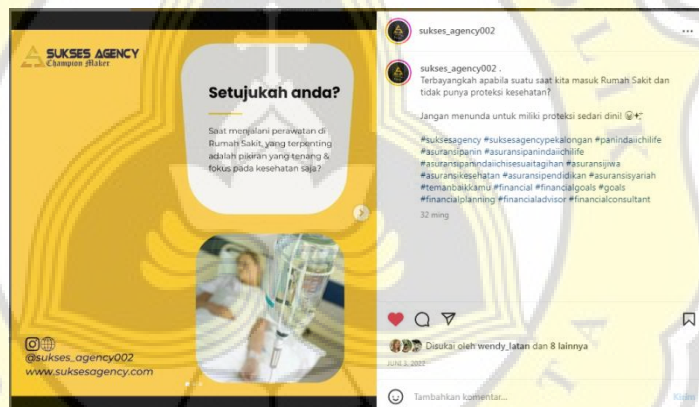 SUKSES AGENCY
Champion Maker
Setujukah anda?
Saat menjalani perawatan di
Rumah Sakit, yang terpenting
adalah pikiran yang tenang &
fokus pada kesehatan saja?
@sukses_agency002
www.suksesagency.com
sukses_agency002
sukses_agency002 .
Terbayangkah apabila suatu saat kita masuk Rumah Sakit dan
tidak punya proteksi kesehatan?
Jangan menunda untuk miliki proteksi sedari dini!
#suksesagency #suksesagencypekalongan #panindaiichilife
#asuransipanin #asuransipanindaiichilife
#asuransipanindaiichisesuaitagihan #asuransijiwa
#asuransikesehatan #asuransipendidikan #asuransisyariah
#temanbaikkamu #financial #financialgoals #goals
#financialplanning #financialadvisor #financialconsultant
32 ming
Disukai oleh wendy_latan dan 8 lainnya
JUNI 3, 2022
Tambahkan komentar...
Kirim